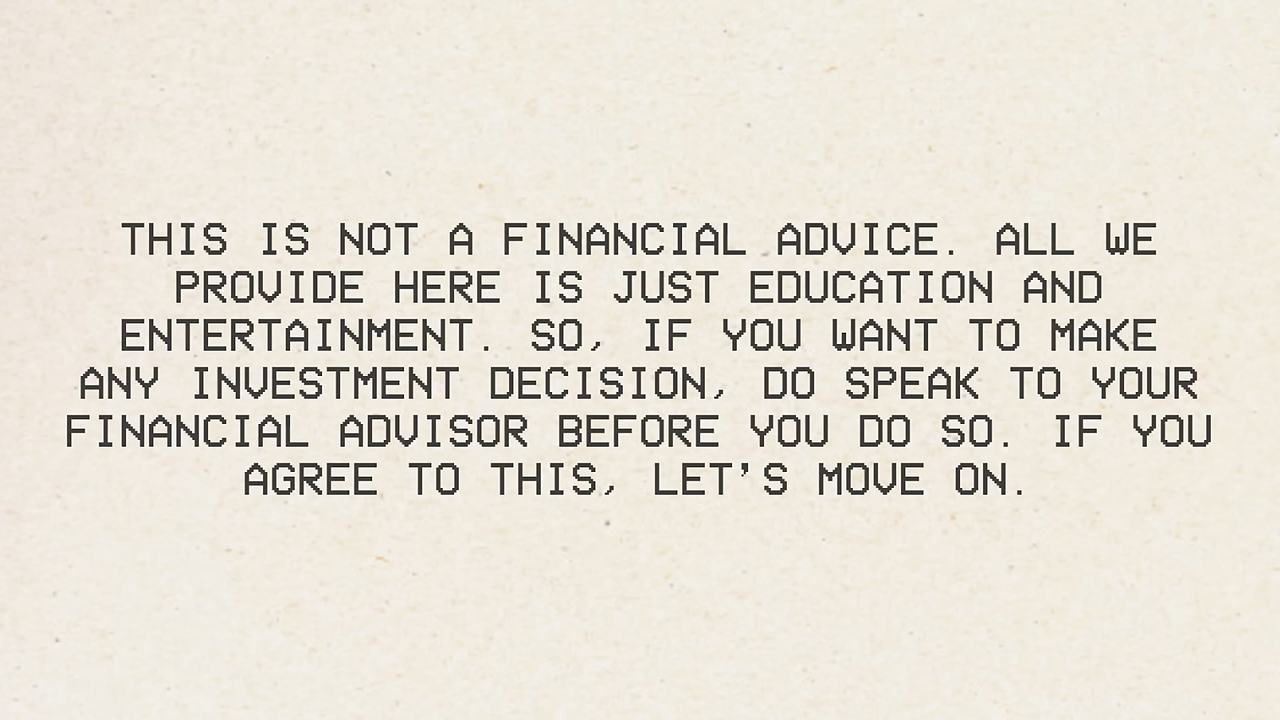 THIS IS NOT A FINANCIAL ADVICE. ALL WE
PROVIDE HERE IS JUST EDUCATION AND
ENTERTAINMENT. SO, IF YOU WANT TO MAKE
ANY INVESTMENT DECISION, DO SPEAK TO YOUR
FINANCIAL ADVISOR BEFORE YOU DO SO. IF YOU
AGREE TO THIS, LET'S MOVE ON.